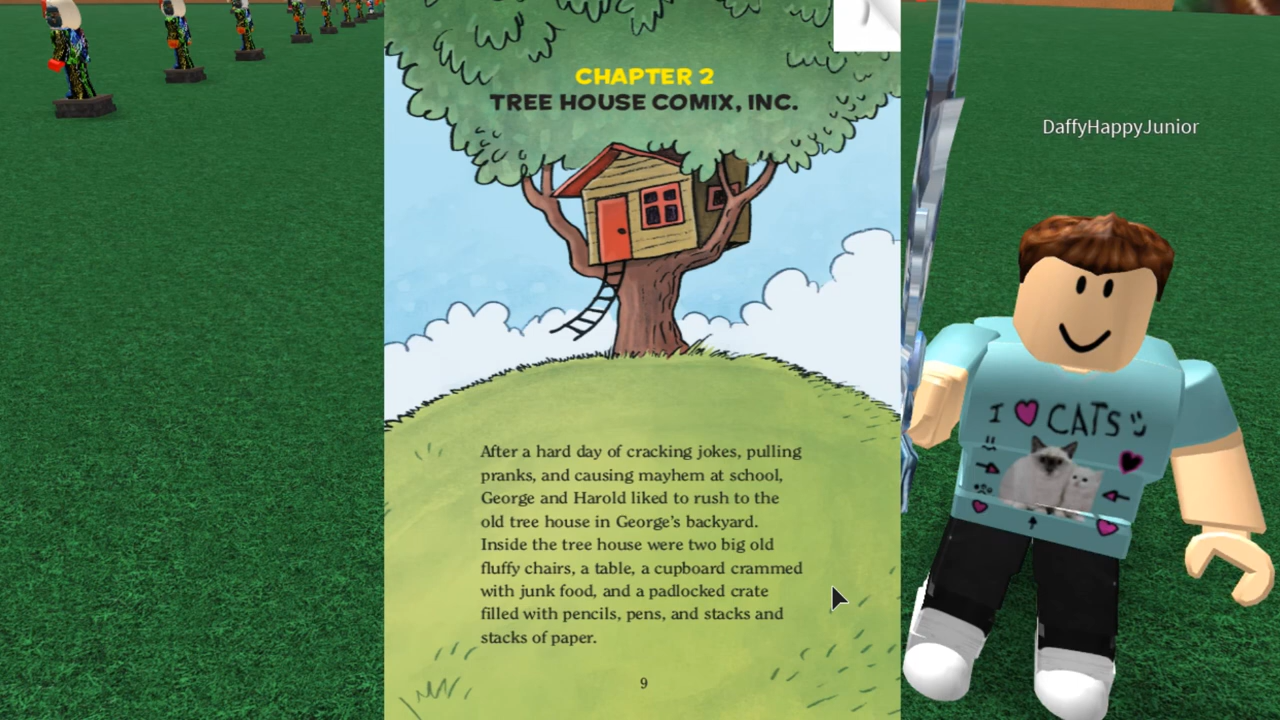 CHAPTER 2
TREE HOUSE COMIX, INC.
DaffyHappyJunior
I CATS
After a hard day of cracking jokes, pulling
pranks, and causing mayhem at school,
George and Harold liked to rush to the
old tree house in George's backyard.
Inside the tree house were two big old
fluffy chairs, a table, a cupboard crammed
with junk food, and a padlocked crate
filled with pencils, pens, and stacks and
stacks of paper.
9